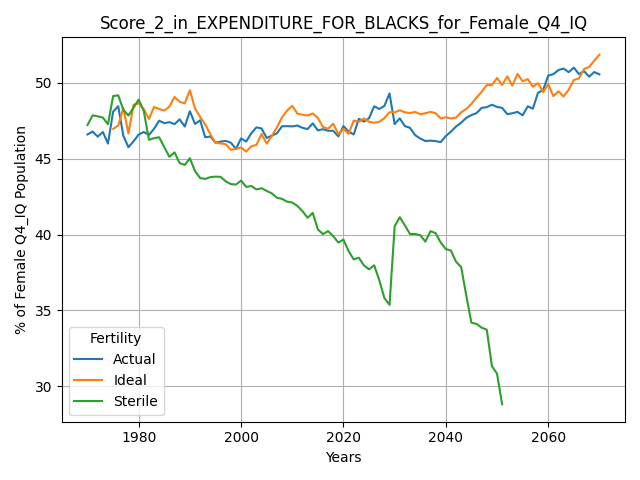 Score_2_in_EXPENDITURE_FOR_BLACKS_for_Female_Q4_IQ
% of Female Q4_IQ Population
50
45
40
35
30
Fertility
Actual
Ideal
Sterile
1980
2000
2020
2040
2060
Years